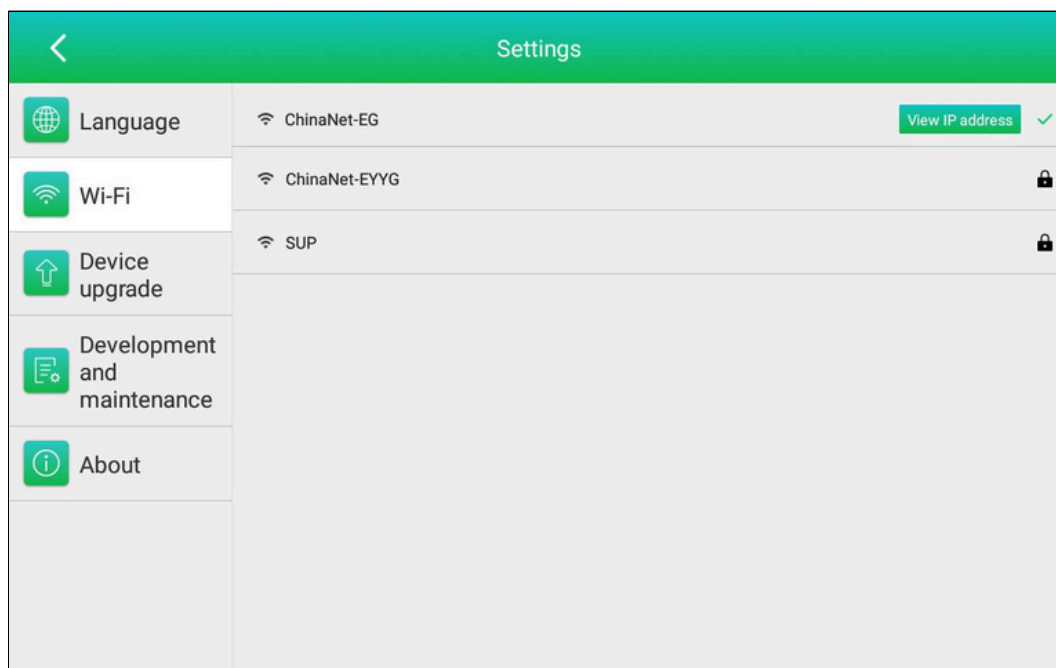 Settings
Language
Wi-Fi
Device
upgrade
Development
and
maintenance
About
ChinaNet-EG
View IP address
ChinaNet-EYYG
SUP